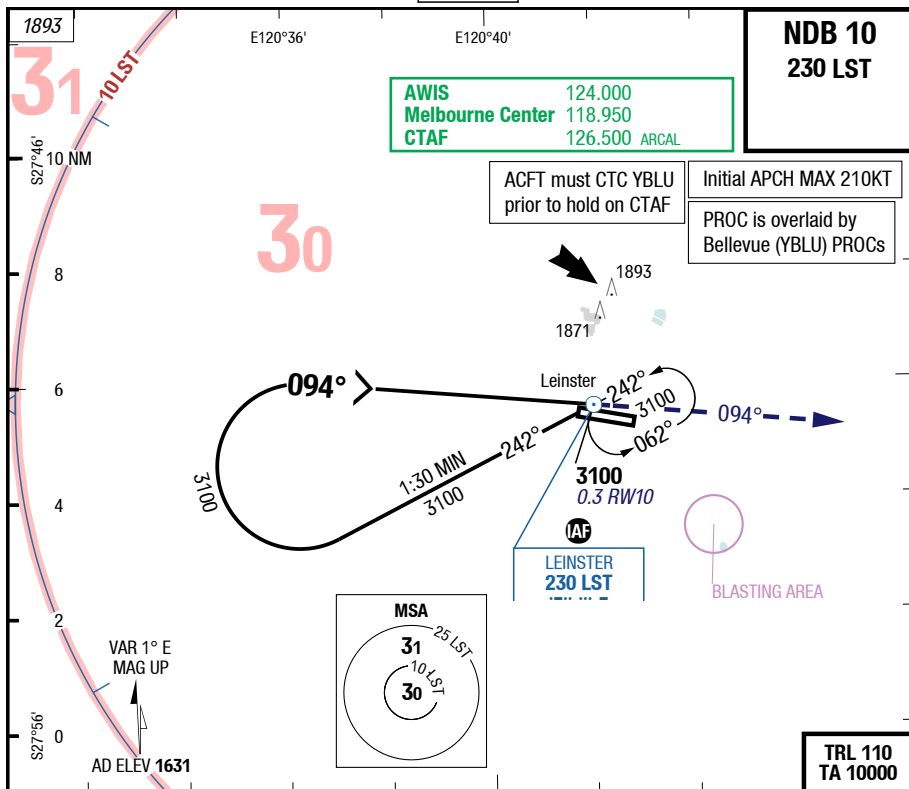 1893
E120°36'
E120°40'
NDB 10
230 LST
31
10 LST
AWIS 124.000
Melbourne Center 118.950
CTAF 126.500 ARCAL
S27°46'
10 NM
ACFT must CTC YBLU
prior to hold on CTAF
Initial APCH MAX 210KT
PROC is overlaid by
Bellevue (YBLU) PROCs
30
8
1893
1871
6
094°
Leinster
242°
3100
094°
062°
242°
1:30 MIN
3100
3100
3100
0.3 RW10
4
IAF
LEINSTER
230 LST
BLASTING AREA
MSA
31
25 LST
10 LST
30
2
VAR 1° E
MAG UP
S27°56'
0
AD ELEV 1631
TRL 110
TA 10000